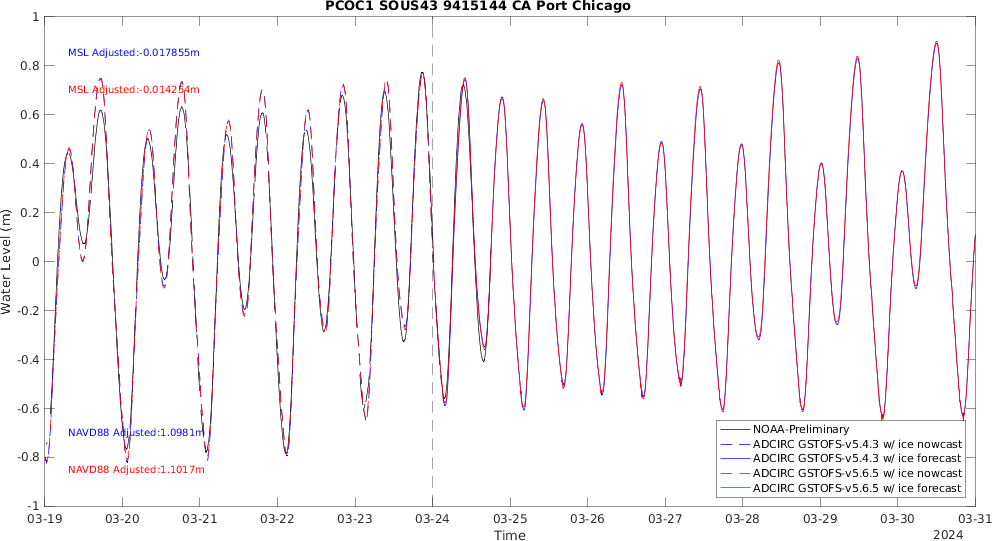 PCOC1 SOUS43 9415144 CA Port Chicago
1
0.8
0.6
0.4
0.2
0
-0.2
-0.4
-0.6
-0.8
-1
Water Level (m)
MSL Adjusted:-0.017855m
MSL Adjusted:-0.014254m
NAVD88 Adjusted:1.0981m
NAVD88 Adjusted:1.1017m
NOAA-Preliminary
ADCIRC GSTOFS-v5.4.3 w/ ice nowcast
ADCIRC GSTOFS-v5.4.3 w/ ice forecast
ADCIRC GSTOFS-v5.6.5 w/ ice nowcast
ADCIRC GSTOFS-v5.6.5 w/ ice forecast
03-19 03-20 03-21 03-22 03-23 03-24 03-25 03-26 03-27 03-28 03-29 03-30 03-31
Time
2024